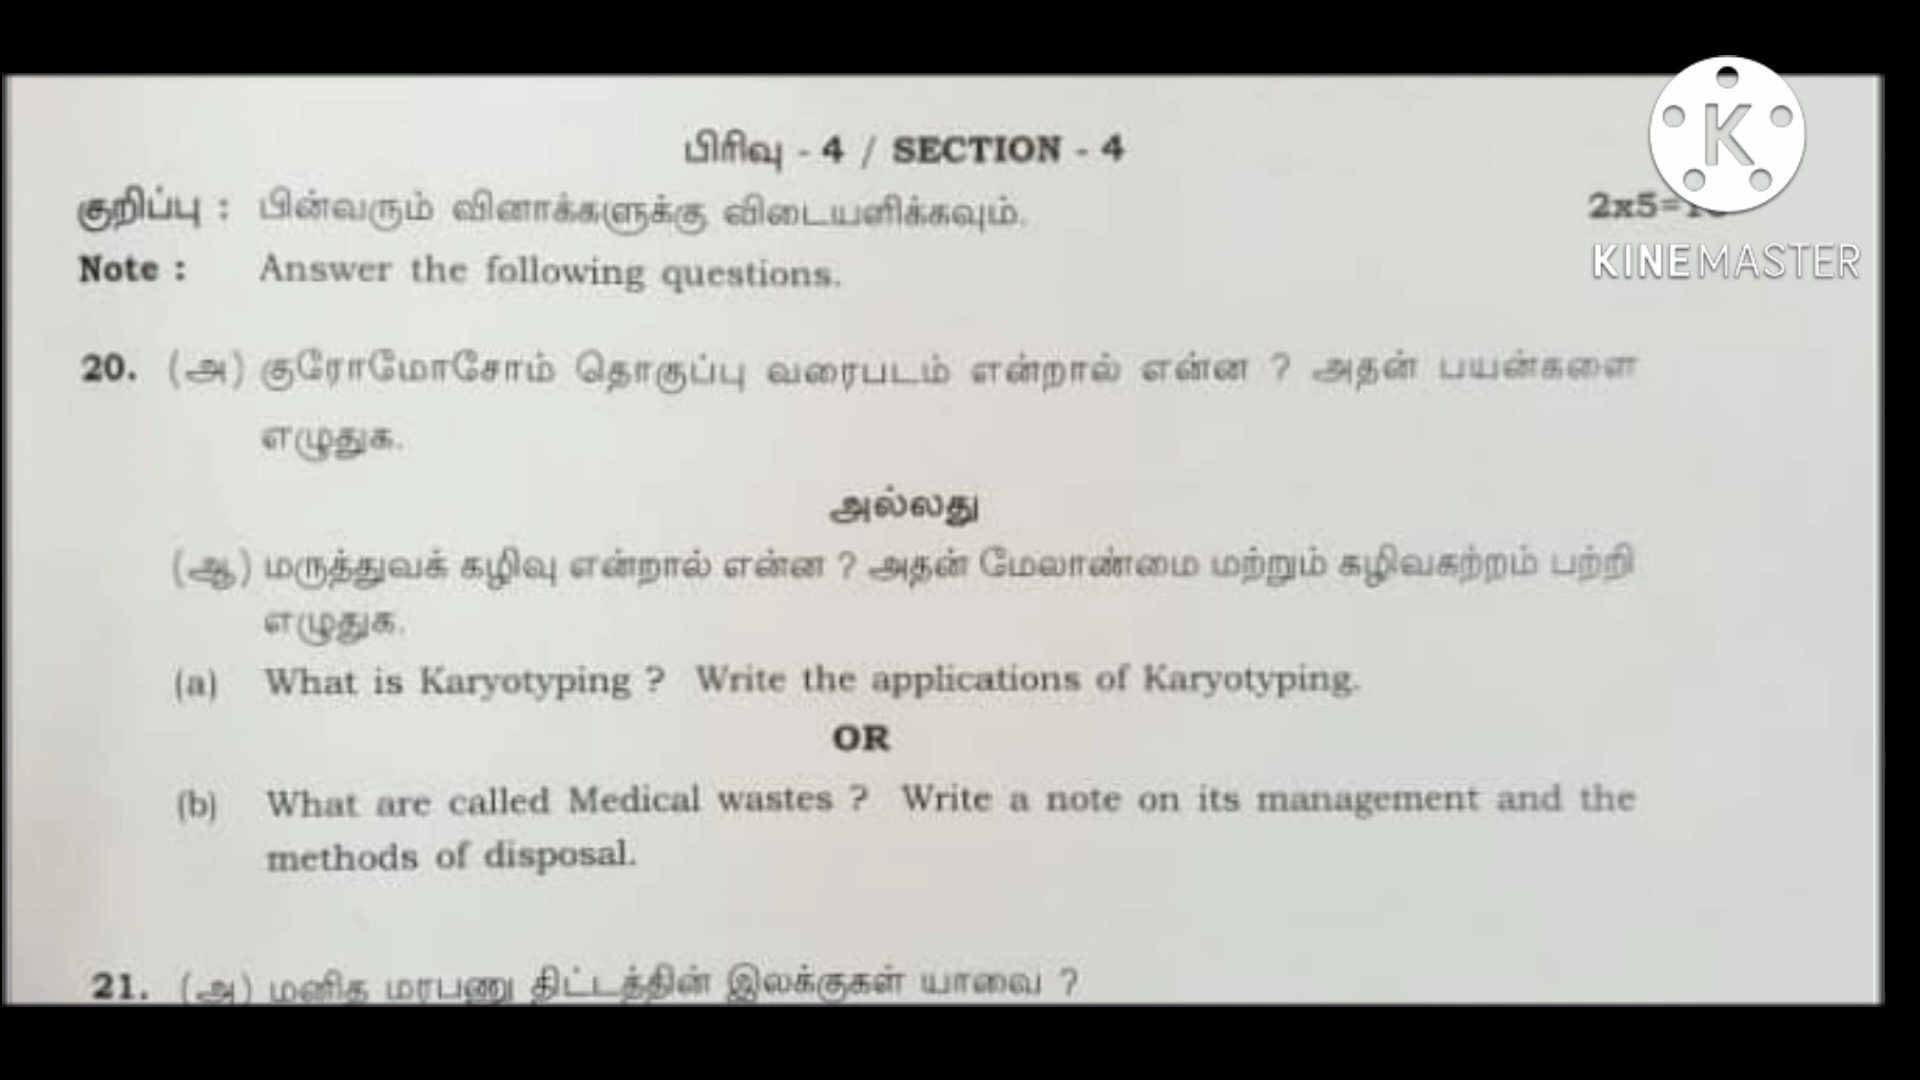 பிரிவு - 4 / SECTION - 4
குறிப்பு : பின்வரும் வினாக்களுக்கு விடையளிக்கவும்.
2x5=
Note : Answer the following questions.
K
KINEMASTER
20. (அ) குரோமோசோம் தொகுப்பு வரைபடம் என்றால் என்ன ? அதன் பயன்களை
எழுதுக.
அல்லது
(ஆ) மருத்துவக் கழிவு என்றால் என்ன ? அதன் மேலாண்மை மற்றும் கழிவகற்றம் பற்றி
எழுதுக.
(a) What is Karyotyping ? Write the applications of Karyotyping.
OR
(b) What are called Medical wastes ? Write a note on its management and the
methods of disposal.
21. (அ) மனித மரபணு திட்டத்தின் இலக்குகள் யாவை ?